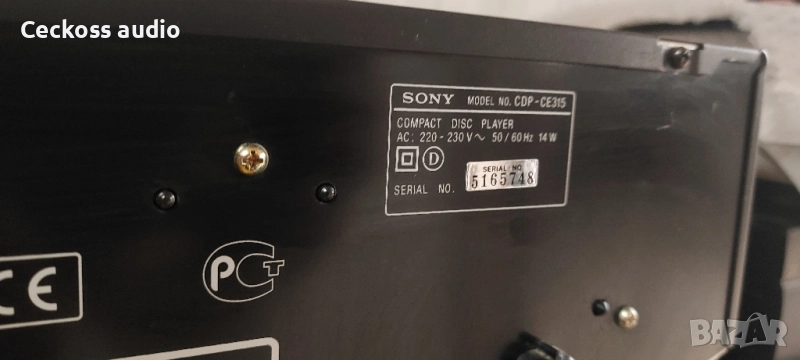 Ceckoss audio
SONY MODEL NO. CDP-CE315
COMPACT DISC PLAYER
AC: 220-230V~ 50/60Hz 14W
D
SERIAL NO.
SERIAL NO. 5165748
CE
PCT
BAZAR